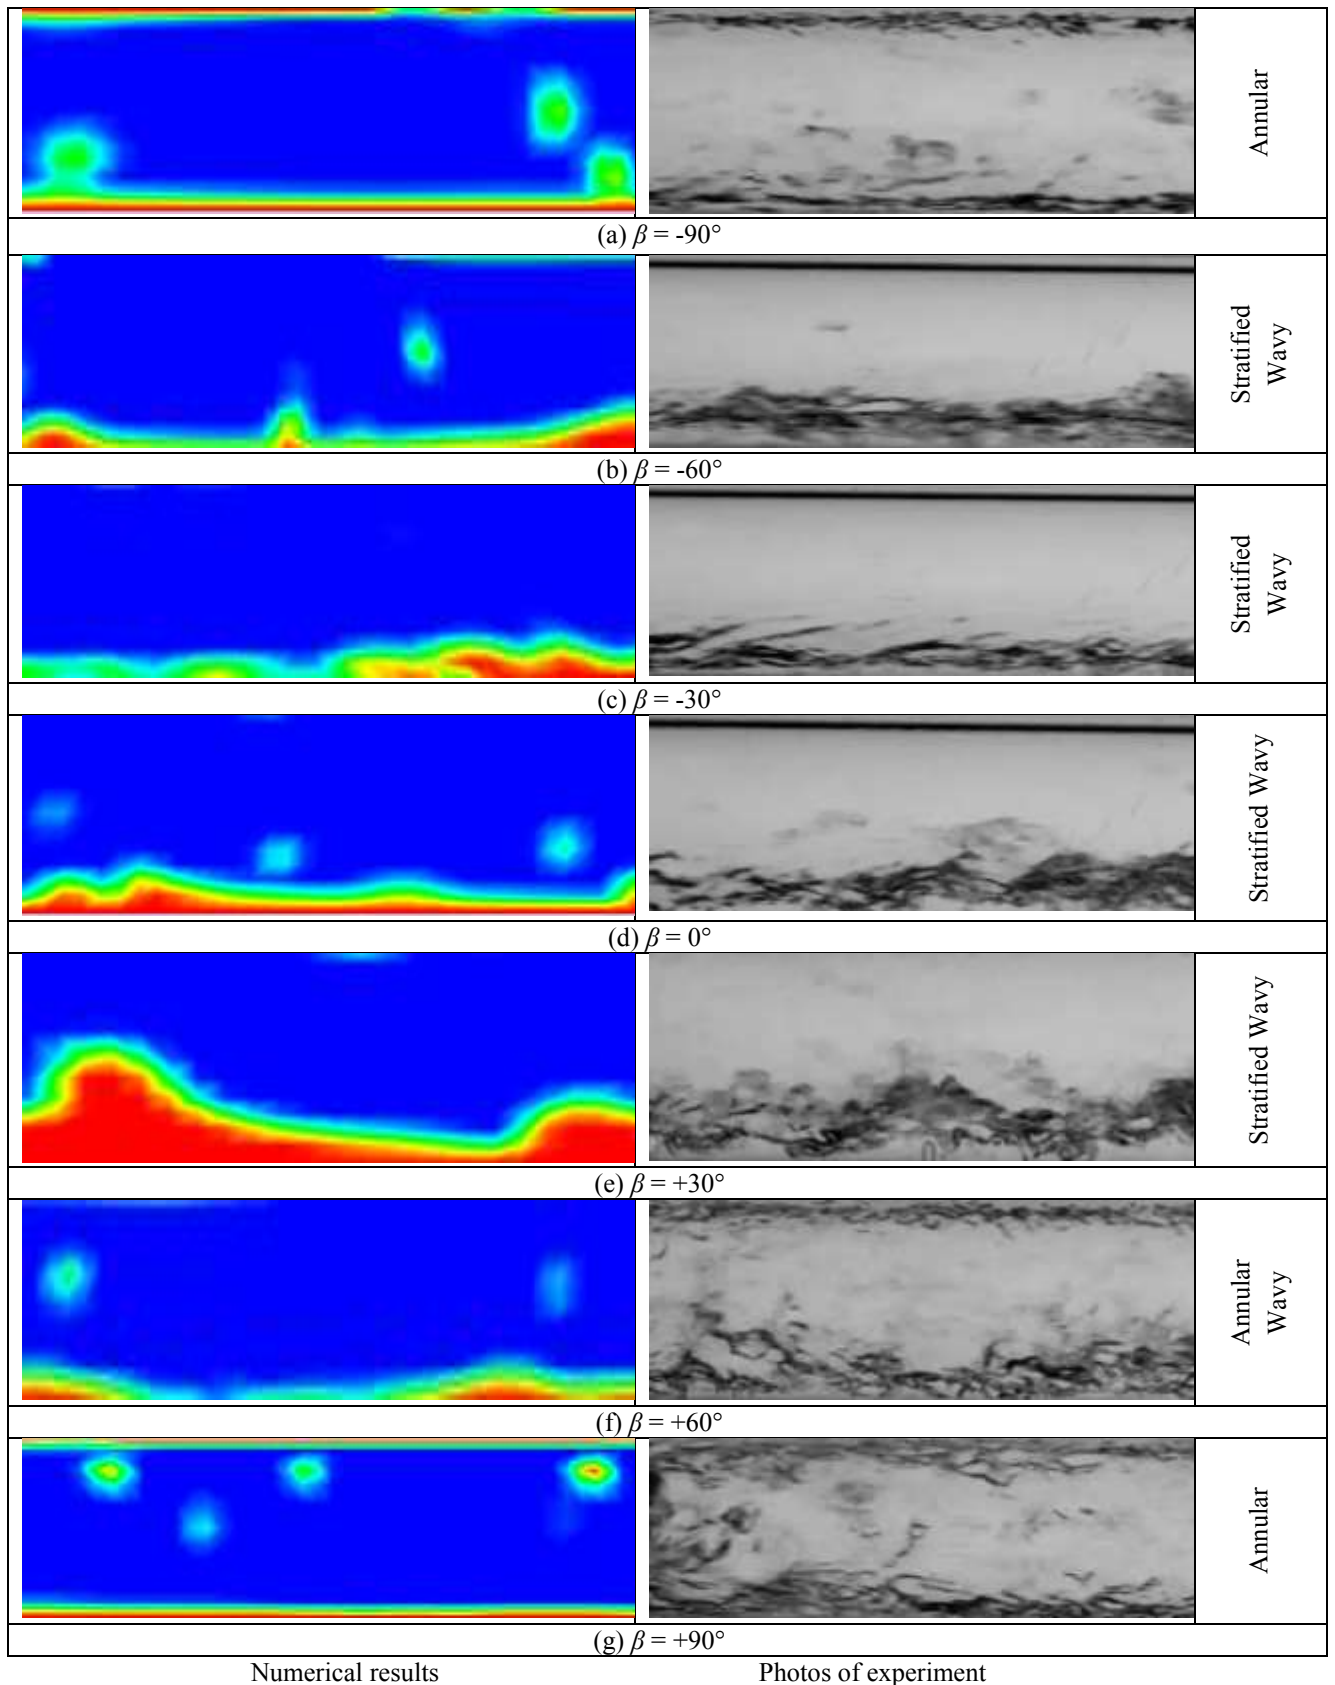 Annular
(a) β = -90°
Stratified
Wavy
(b) β = -60°
Stratified
Wavy
(c) β = -30°
Stratified Wavy
(d) β = 0°
Stratified Wavy
(e) β = +30°
Annular
Wavy
(f) β = +60°
Annular
(g) β = +90°
Numerical results
Photos of experiment